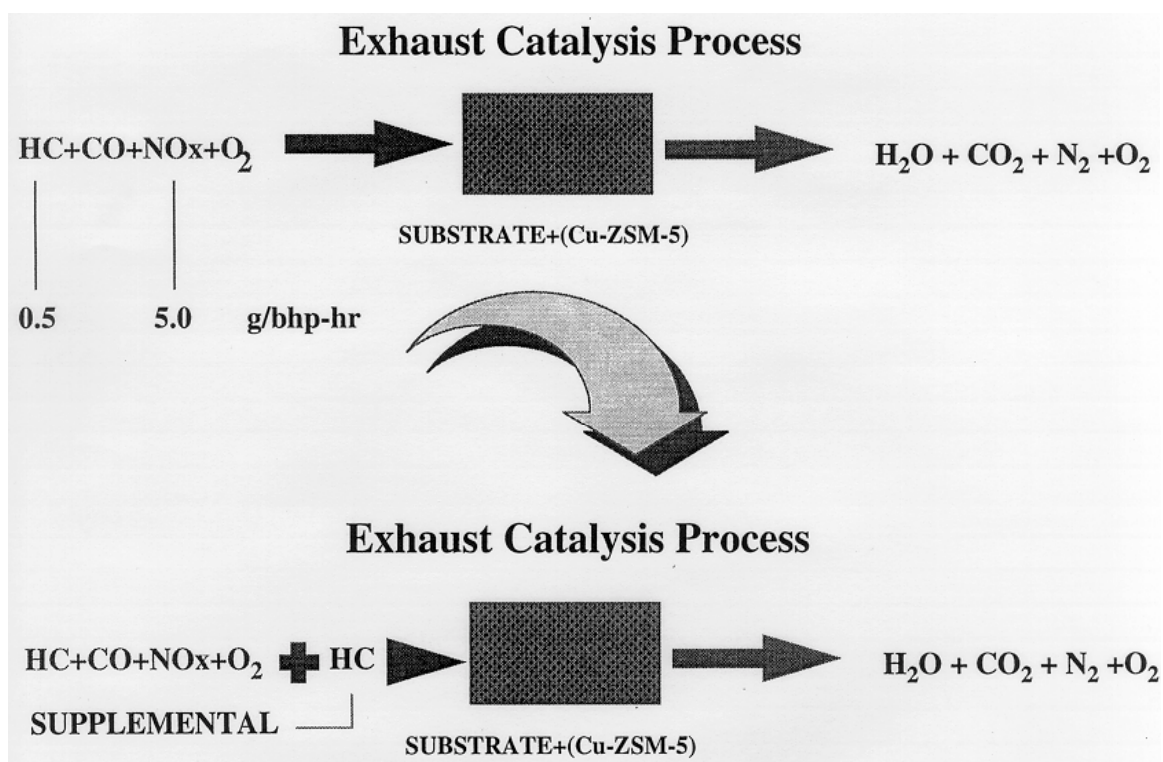 Exhaust Catalysis Process
HC+CO+NOx+O₂
H₂O + CO₂ + N₂ +O₂
SUBSTRATE+(Cu-ZSM-5)
0.5 5.0 g/bhp-hr
Exhaust Catalysis Process
HC+CO+NOx+O₂ + HC
H₂O + CO₂ + N₂ +O₂
SUPPLEMENTAL
SUBSTRATE+(Cu-ZSM-5)